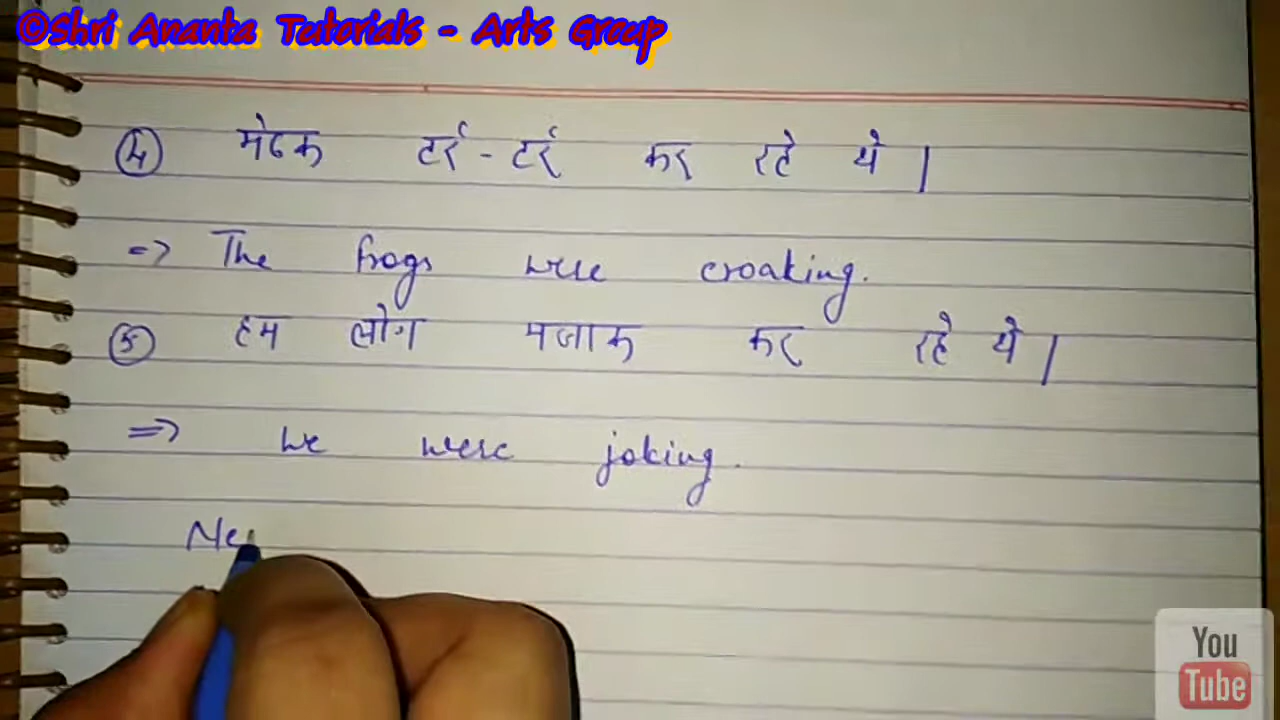 ©Shri Ananta Tutorials - Arts Group
④ मेढक टर्र - टर्र कर रहे थे |
=> The frogs were croaking.
⑤ हम लोग मजाक कर रहे थे |
=> we were joking.
Ne
You
Tube